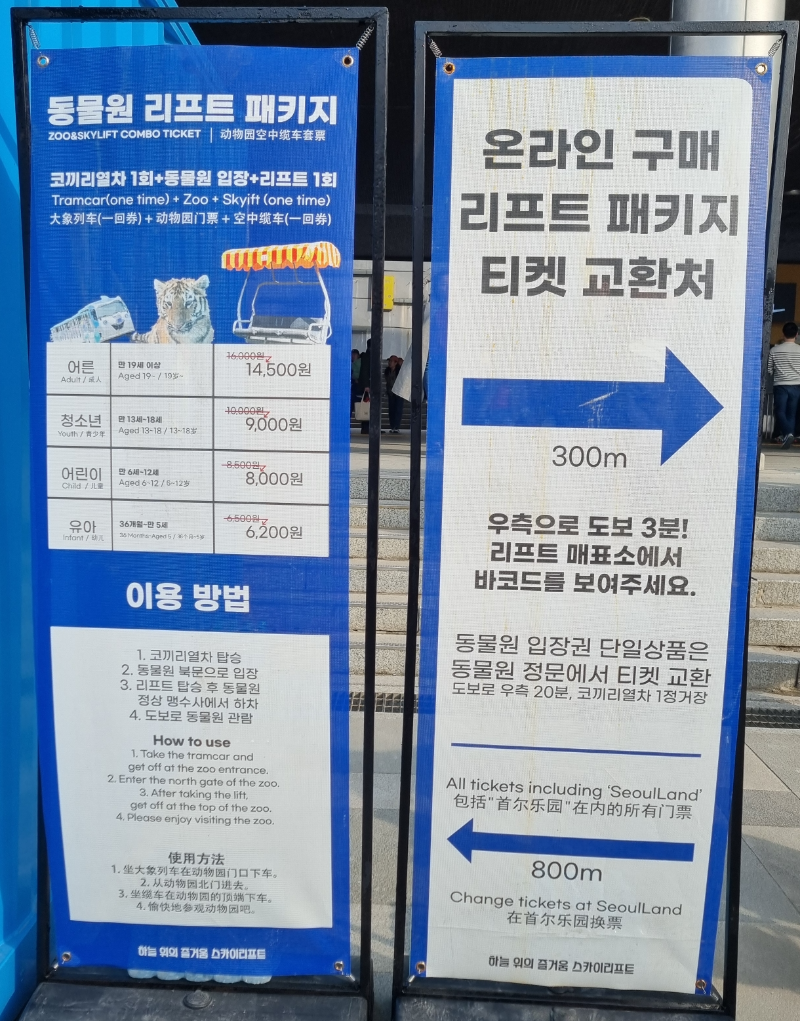 동물원 리프트 패키지
ZOO&SKYLIFT COMBO TICKET | 动物园空中缆车套票
코끼리열차 1회+동물원 입장+리프트 1회
Tramcar(one time) + Zoo + Skyift (one time)
大象列车(一回券) + 动物园门票 + 空中缆车(一回券)
어른
Adult / 成人
만 19세 이상
Aged 19~ / 19岁~
16,000원
14,500원
청소년
Youth / 青少年
만 13세~18세
Aged 13-18 / 13~18岁
10,000원
9,000원
어린이
Child / 儿童
만 6세~12세
Aged 6-12 / 6~12岁
8,500원
8,000원
유아
Infant / 幼儿
36개월~만 5세
36 Months-Aged 5 /
6,500원
6,200원
이용 방법
1. 코끼리열차 탑승
2. 동물원 북문으로 입장
3. 리프트 탑승 후 동물원
정상 맹수사에서 하차
4. 도보로 동물원 관람
How to use
1. Take the tramcar and
get off at the zoo entrance.
2. Enter the north gate of the zoo.
3. After taking the lift,
get off at the top of the zoo.
4. Please enjoy visiting the zoo.
使用方法
1. 坐大象列车在动物园门口下车。
2. 从动物园北门进去。
3. 坐缆车在动物园的顶端下车。
4. 愉快地参观动物园吧。
하늘 위의 즐거움 스카이리프트
온라인 구매
리프트 패키지
티켓 교환처
300m
우측으로 도보 3분!
리프트 매표소에서
바코드를 보여주세요.
동물원 입장권 단일상품은
동물원 정문에서 티켓 교환
도보로 우측 20분, 코끼리열차 1정거장
All tickets including 'SeoulLand'
包括"首尔乐园"在内的所有门票
800m
Change tickets at SeoulLand
在首尔乐园换票
하늘 위의 즐거움 스카이리프트